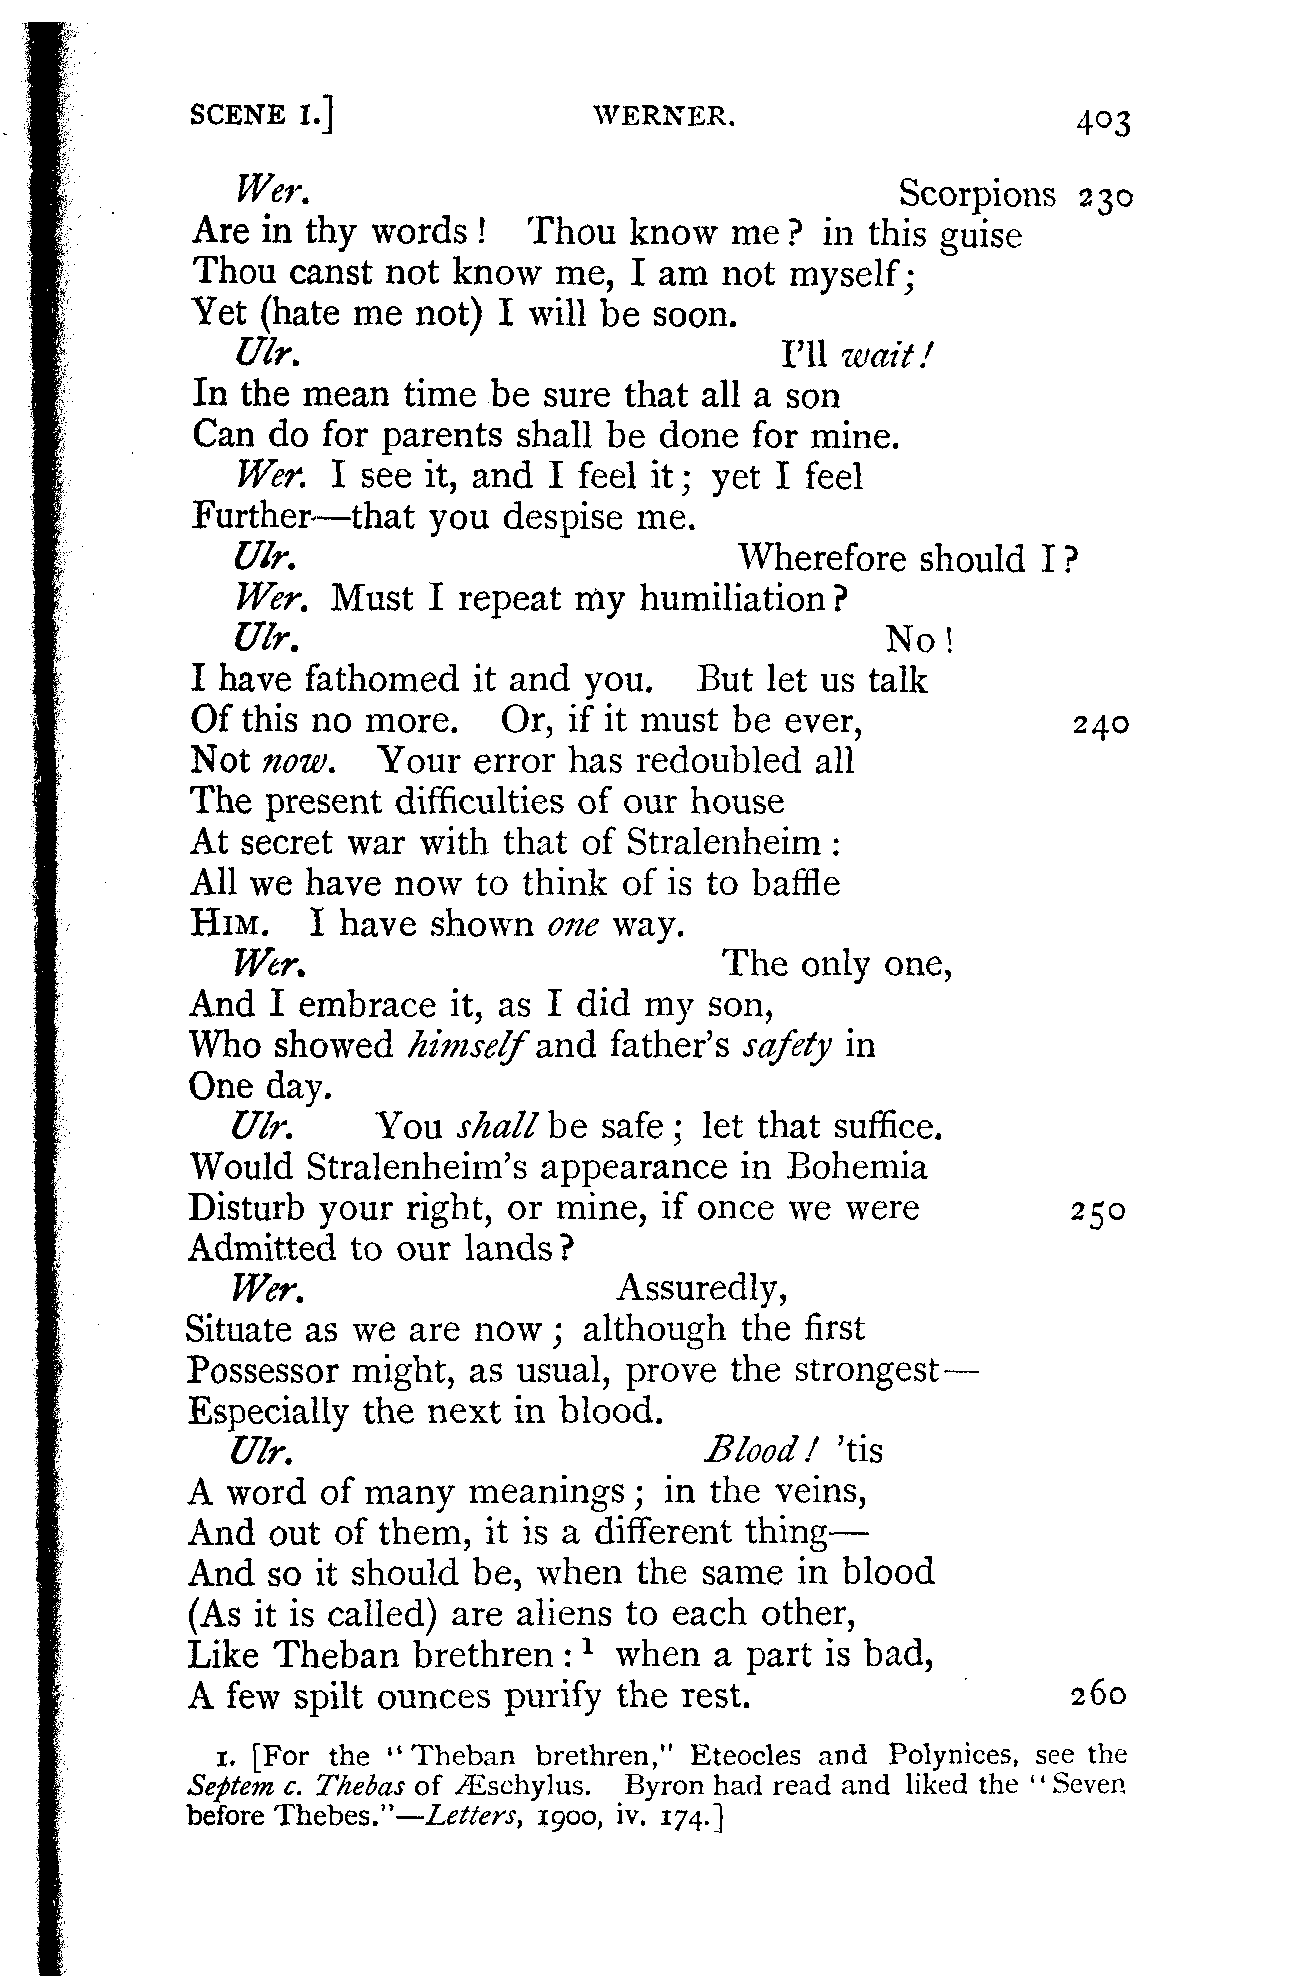 SCENE I.] WERNER. 403
Wer. Scorpions 230
Are in thy words! Thou know me? in this guise
Thou canst not know me, I am not myself;
Yet (hate me not) I will be soon.
Ulr. I'll wait!
In the mean time be sure that all a son
Can do for parents shall be done for mine.
Wer. I see it, and I feel it; yet I feel
Further—that you despise me.
Ulr. Wherefore should I?
Wer. Must I repeat my humiliation?
Ulr. No!
I have fathomed it and you. But let us talk
Of this no more. Or, if it must be ever, 240
Not now. Your error has redoubled all
The present difficulties of our house
At secret war with that of Stralenheim:
All we have now to think of is to baffle
HIM. I have shown one way.
Wer. The only one,
And I embrace it, as I did my son,
Who showed himself and father's safety in
One day.
Ulr. You shall be safe; let that suffice.
Would Stralenheim's appearance in Bohemia
Disturb your right, or mine, if once we were 250
Admitted to our lands?
Wer. Assuredly,
Situate as we are now; although the first
Possessor might, as usual, prove the strongest—
Especially the next in blood.
Ulr. Blood! 'tis
A word of many meanings; in the veins,
And out of them, it is a different thing—
And so it should be, when the same in blood
(As it is called) are aliens to each other,
Like Theban brethren:¹ when a part is bad,
A few spilt ounces purify the rest. 260
1. [For the "Theban brethren," Eteocles and Polynices, see the
Septem c. Thebas of Æschylus. Byron had read and liked the "Seven
before Thebes."—Letters, 1900, iv. 174.]